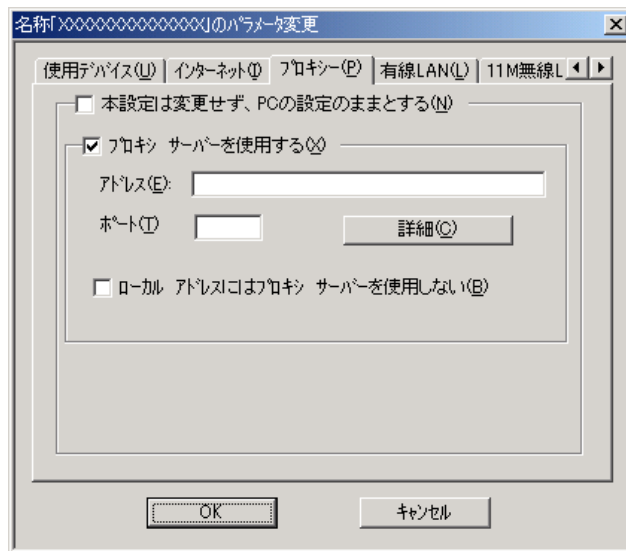 名称「XXXXXXXXXXXXXX」のﾊﾟﾗﾒｰﾀ変更
使用ﾃﾞﾊﾞｲｽ(U) ｲﾝﾀｰﾈｯﾄ(I) ﾌﾟﾛｷｼｰ(P) 有線LAN(L) 11M無線L
本設定は変更せず、PCの設定のままとする(N)
ﾌﾟﾛｷｼ ｻｰﾊﾞｰを使用する(X)
ｱﾄﾞﾚｽ(E):
ﾎﾟｰﾄ(T)
詳細(C)
ﾛｰｶﾙ ｱﾄﾞﾚｽにはﾌﾟﾛｷｼ ｻｰﾊﾞｰを使用しない(B)
OK ｷｬﾝｾﾙ